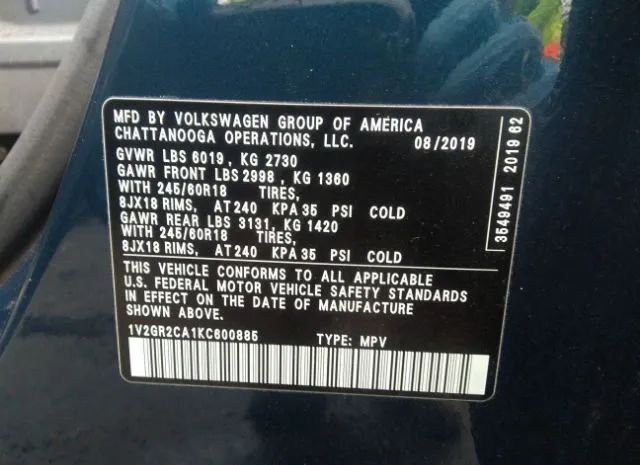 MFD BY VOLKSWAGEN GROUP OF AMERICA
CHATTANOOGA OPERATIONS, LLC. 08/2019
GVWR LBS 6019, KG 2730
GAWR FRONT LBS 2998, KG 1360
WITH 245/60R18 TIRES,
8JX18 RIMS, AT 240 KPA 35 PSI COLD
GAWR REAR LBS 3131, KG 1420
WITH 245/60R18 TIRES,
8JX18 RIMS, AT 240 KPA 35 PSI COLD
THIS VEHICLE CONFORMS TO ALL APPLICABLE
U.S. FEDERAL MOTOR VEHICLE SAFETY STANDARDS
IN EFFECT ON THE DATE OF MANUFACTURE
SHOWN ABOVE.
1V2GR2CA1KC600885 TYPE: MPV
3549491 2019 62